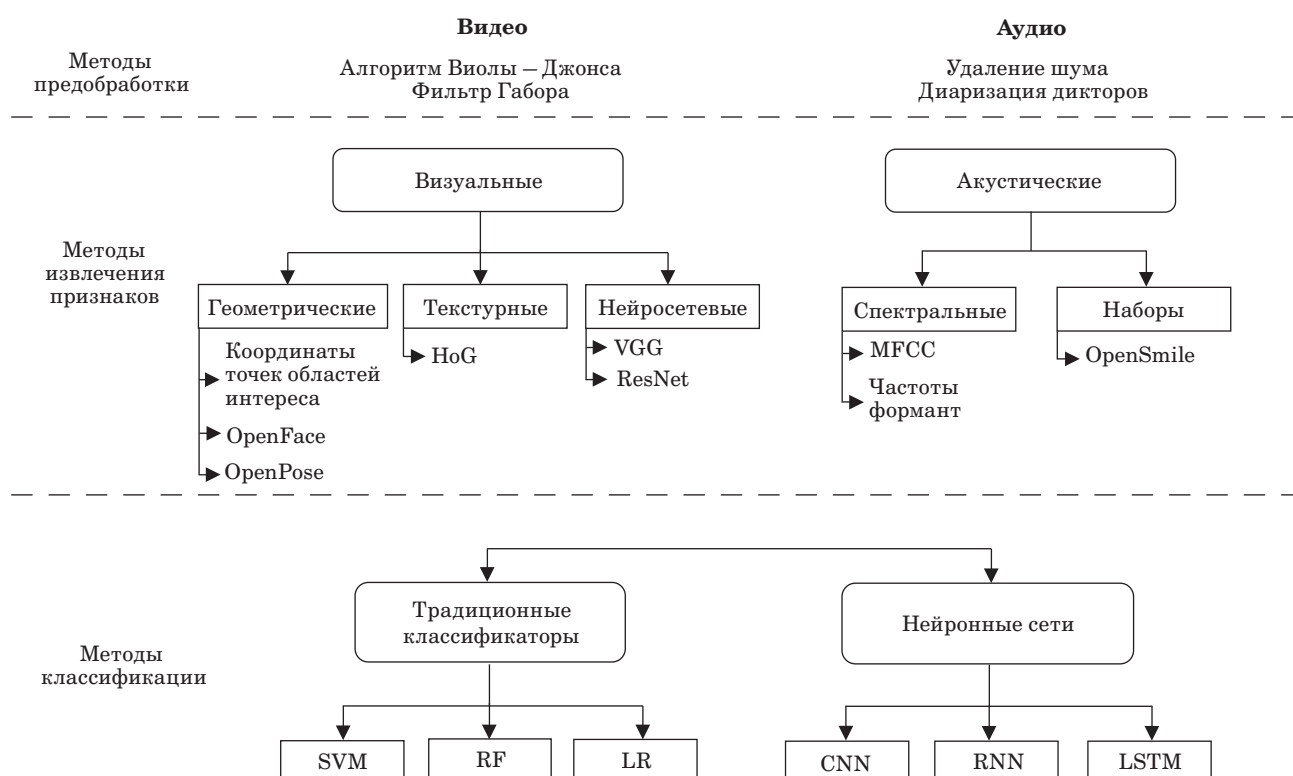 Видео
Аудио
Методы
предобработки
Алгоритм Виолы – Джонса
Фильтр Габора
Удаление шума
Диаризация дикторов
Визуальные
Акустические
Методы
извлечения
признаков
Геометрические
Текстурные
Нейросетевые
Спектральные
Наборы
Координаты
точек областей
интереса
OpenFace
OpenPose
HoG
VGG
ResNet
MFCC
Частоты
формант
OpenSmile
Методы
классификации
Традиционные
классификаторы
Нейронные сети
SVM
RF
LR
CNN
RNN
LSTM